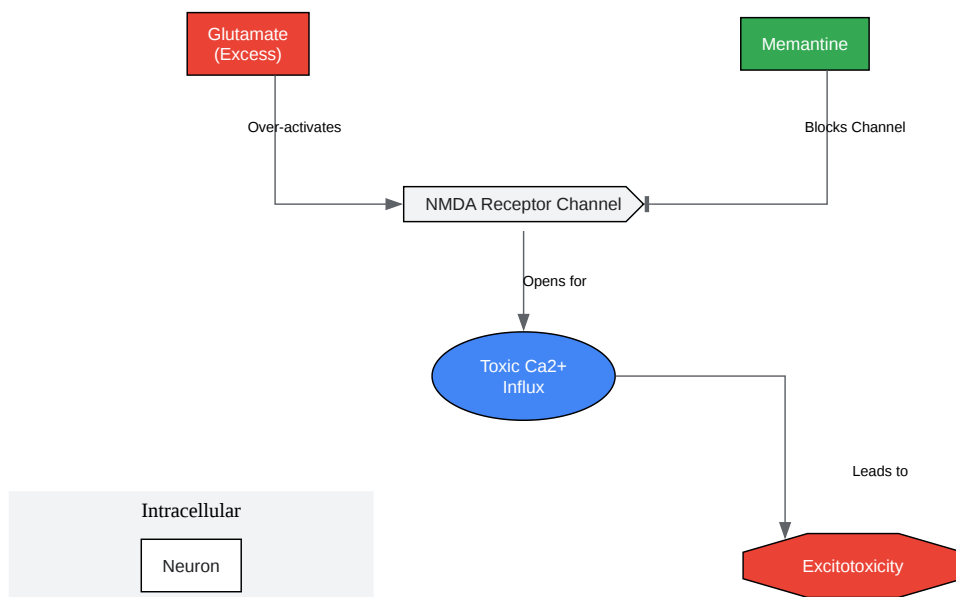 Glutamate
(Excess)
Memantine
Over-activates
Blocks Channel
NMDA Receptor Channel
Opens for
Toxic Ca2+
Influx
Leads to
Intracellular
Neuron
Excitotoxicity